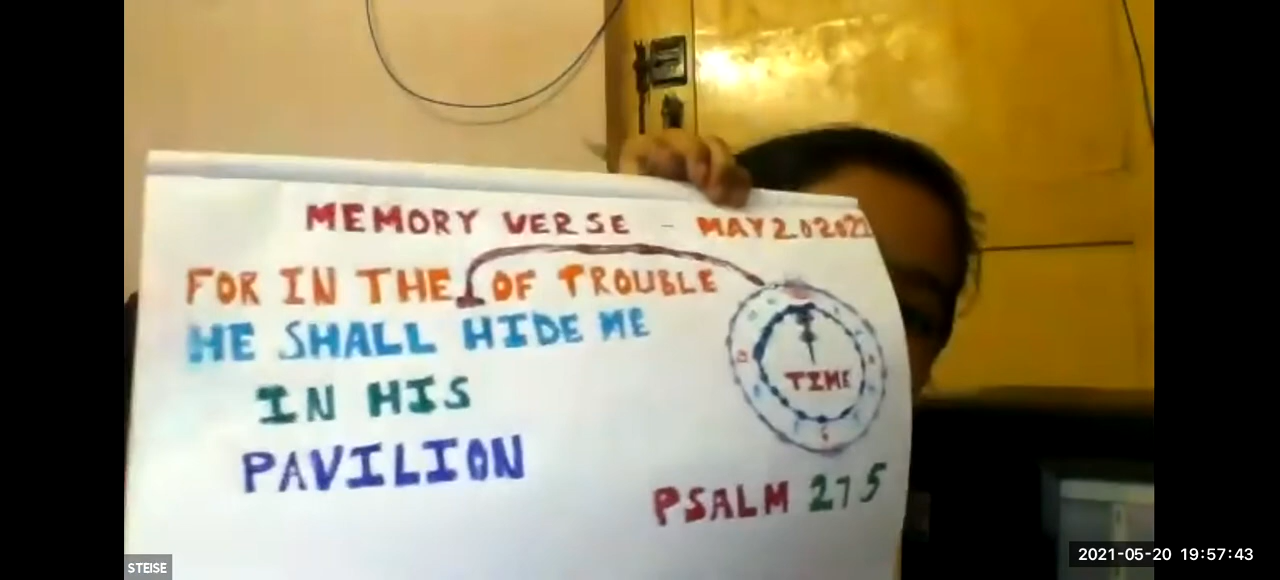 MEMORY VERSE - MAY 20 2021
FOR IN THE OF TROUBLE
HE SHALL HIDE ME
IN HIS
PAVILION
TIME
PSALM 27 5
STEISE
2021-05-20 19:57:43